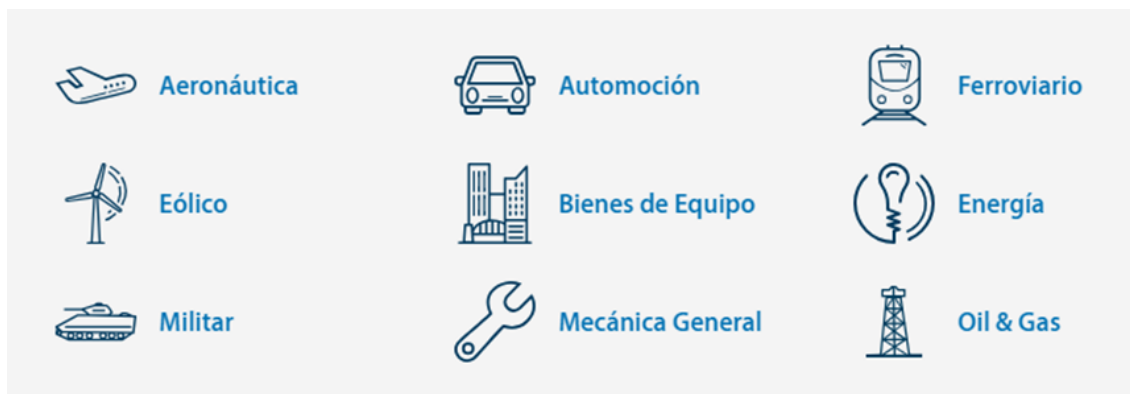 Aeronáutica
Automoción
Ferroviario
Eólico
Bienes de Equipo
Energía
Militar
Mecánica General
Oil & Gas